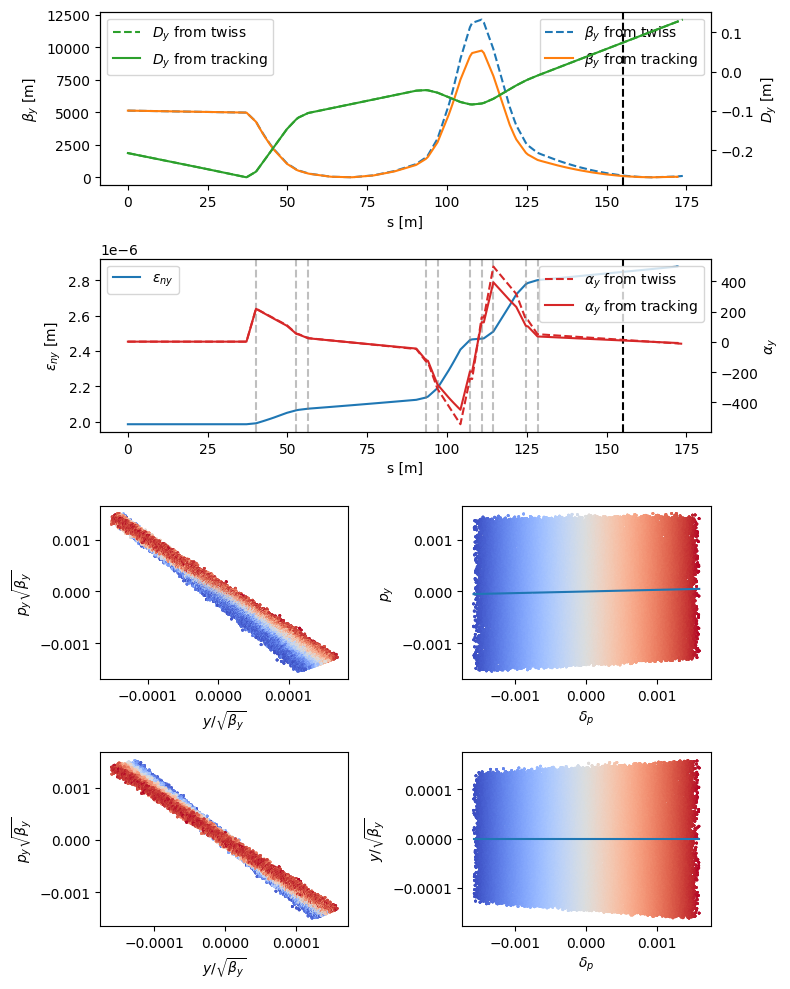 12500
10000
7500
5000
2500
0
β_y [m]
D_y from twiss
D_y from tracking
β_y from twiss
β_y from tracking
0.1
0.0
−0.1
−0.2
D_y [m]
0 25 50 75 100 125 150 175
s [m]
1e−6
2.8
2.6
2.4
2.2
2.0
ε_ny [m]
ε_ny
α_y from twiss
α_y from tracking
400
200
0
−200
−400
α_y
0 25 50 75 100 125 150 175
s [m]
0.001
0.000
−0.001
p_y√β_y
−0.0001 0.0000 0.0001
y/√β_y
0.001
0.000
−0.001
p_y
−0.001 0.000 0.001
δ_p
0.001
0.000
−0.001
p_y√β_y
−0.0001 0.0000 0.0001
y/√β_y
0.0001
0.0000
−0.0001
y/√β_y
−0.001 0.000 0.001
δ_p